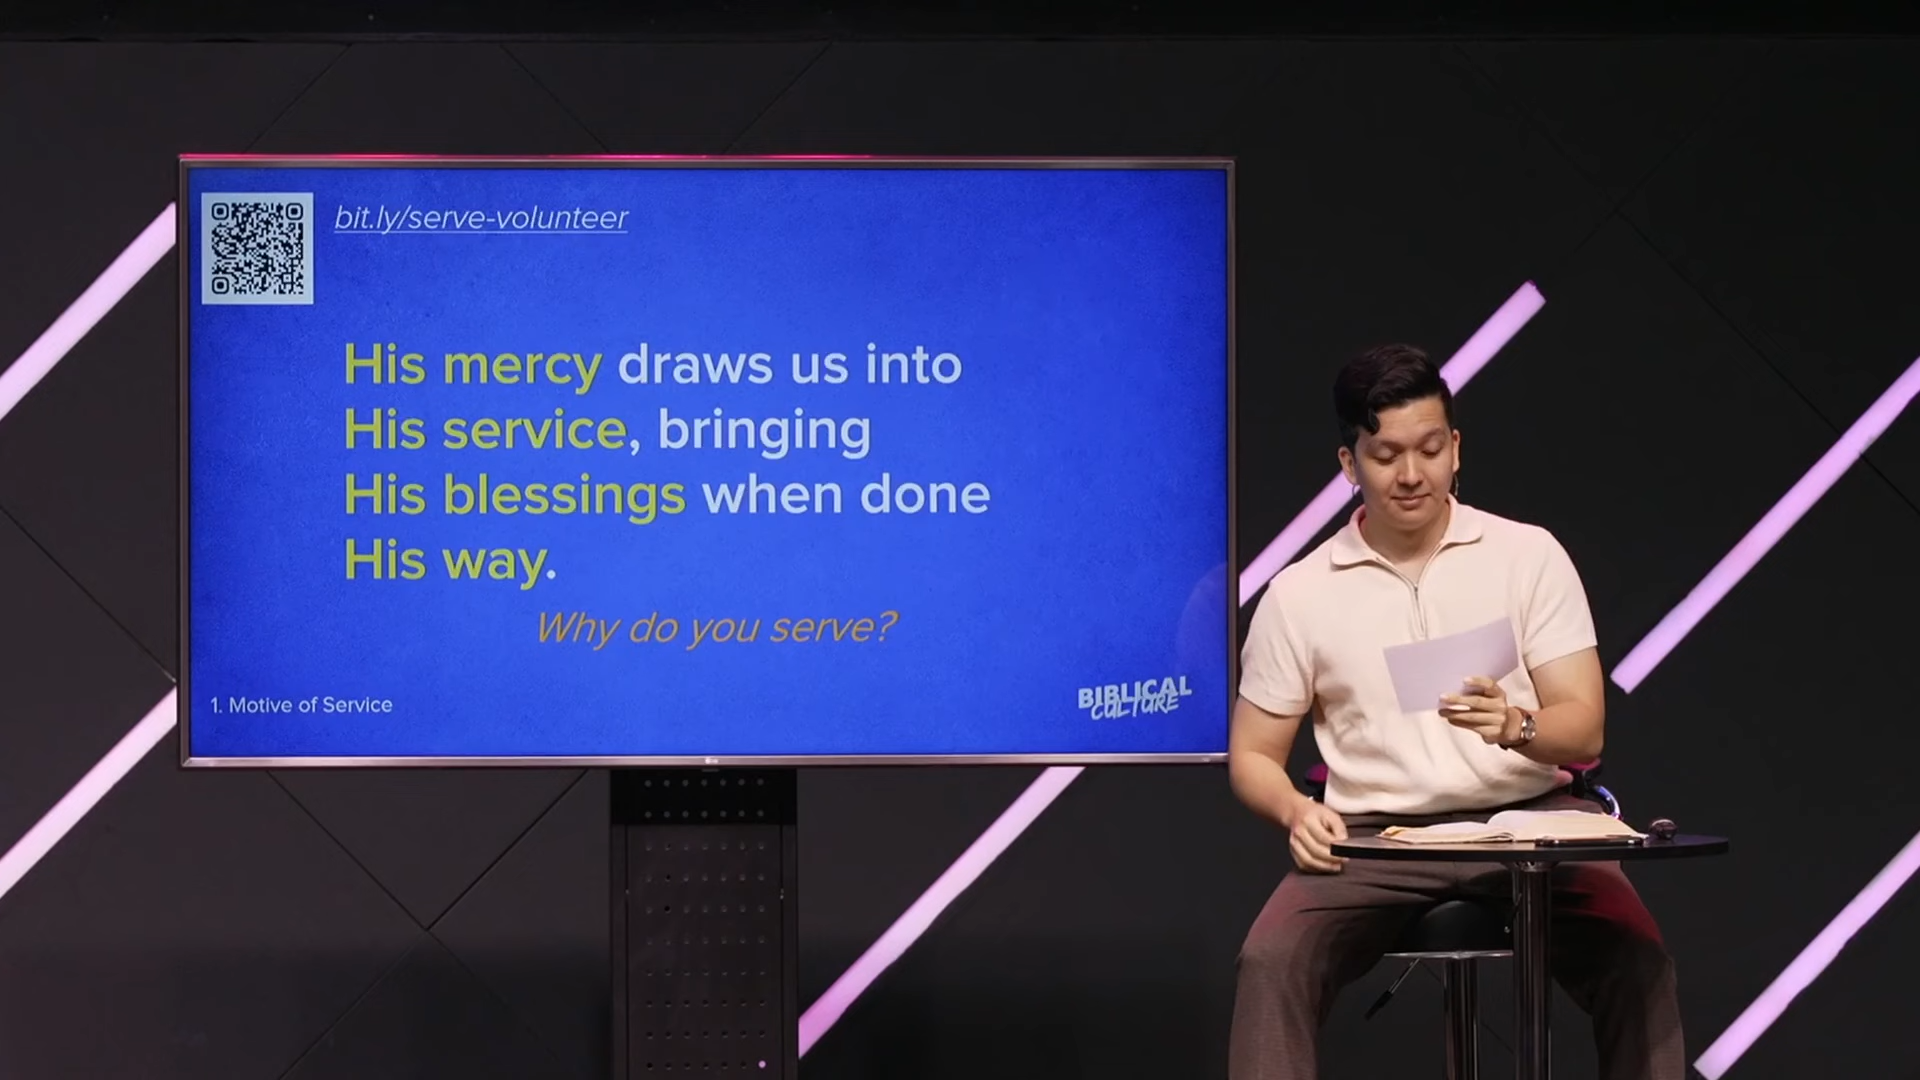 bit.ly/serve-volunteer
His mercy draws us into
His service, bringing
His blessings when done
His way.
Why do you serve?
1. Motive of Service
BIBLICAL
CULTURE